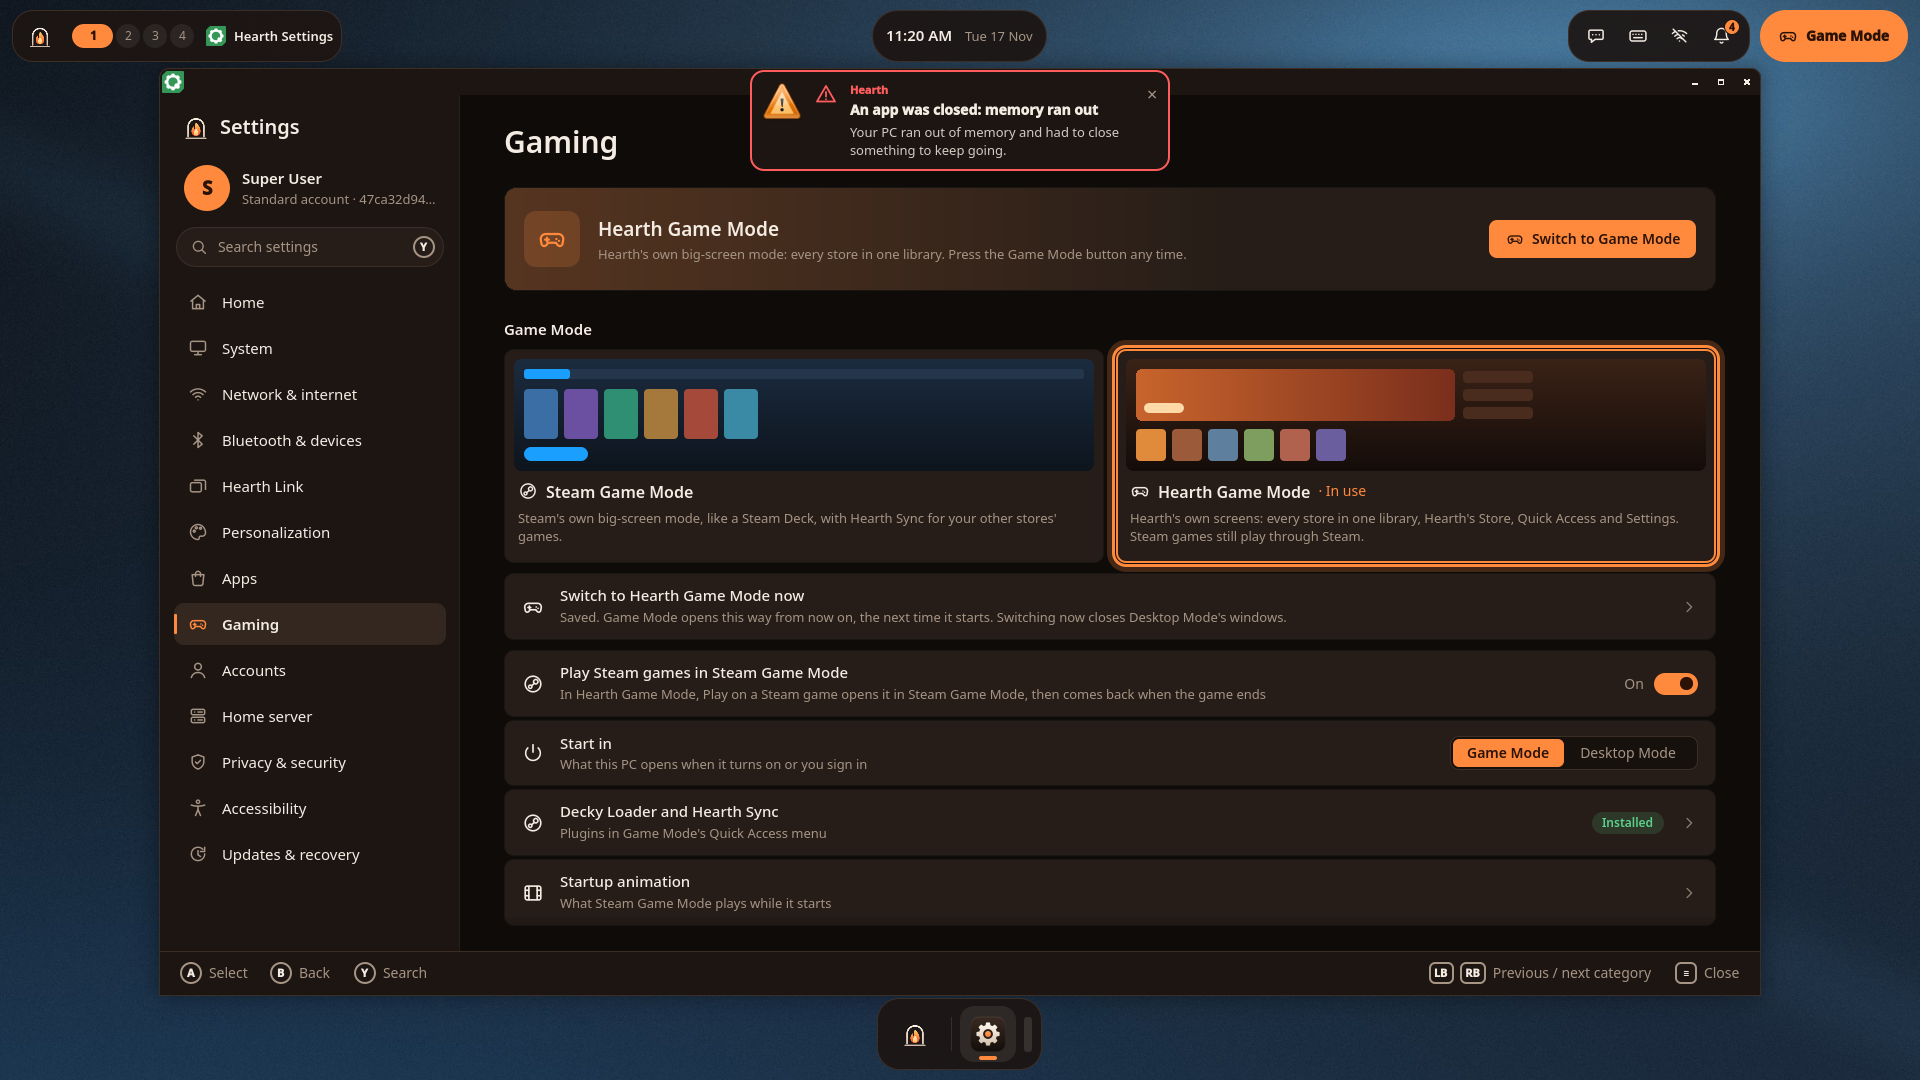 1 2 3 4 Hearth Settings
11:20 AM Tue 17 Nov
4
Game Mode
Hearth
An app was closed: memory ran out
Your PC ran out of memory and had to close
something to keep going.
Settings
S
Super User
Standard account · 47ca32d94...
Search settings Y
Home
System
Network & internet
Bluetooth & devices
Hearth Link
Personalization
Apps
Gaming
Accounts
Home server
Privacy & security
Accessibility
Updates & recovery
Gaming
Hearth Game Mode
Hearth's own big-screen mode: every store in one library. Press the Game Mode button any time.
Switch to Game Mode
Game Mode
Steam Game Mode
Steam's own big-screen mode, like a Steam Deck, with Hearth Sync for your other stores'
games.
Hearth Game Mode · In use
Hearth's own screens: every store in one library, Hearth's Store, Quick Access and Settings.
Steam games still play through Steam.
Switch to Hearth Game Mode now
Saved. Game Mode opens this way from now on, the next time it starts. Switching now closes Desktop Mode's windows.
Play Steam games in Steam Game Mode
In Hearth Game Mode, Play on a Steam game opens it in Steam Game Mode, then comes back when the game ends
On
Start in
What this PC opens when it turns on or you sign in
Game Mode Desktop Mode
Decky Loader and Hearth Sync
Plugins in Game Mode's Quick Access menu
Installed
Startup animation
What Steam Game Mode plays while it starts
A Select B Back Y Search
LB RB Previous / next category ≡ Close